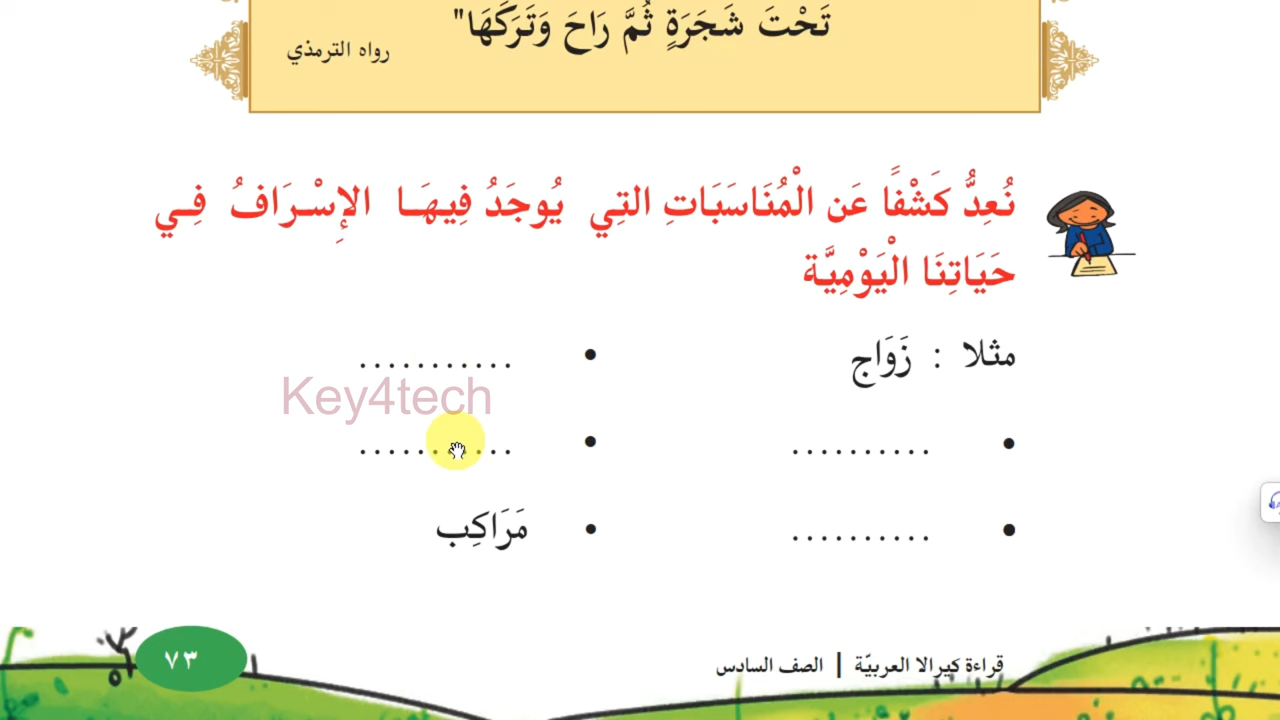 تَحْتَ شَجَرَةٍ ثُمَّ رَاحَ وَتَرَكَهَا"
رواه الترمذي
نُعِدُّ كَشْفًا عَن الْمُنَاسَبَاتِ التِي يُوجَدُ فِيهَا الإِسْرَافُ فِي
حَيَاتِنَا الْيَوْمِيَّة
مثلا : زَوَاج • ...........
Key4tech
• .......... • ...........
• .......... • مَرَاكِب
قراءة كيرالا العربيّة | الصف السادس
٧٣